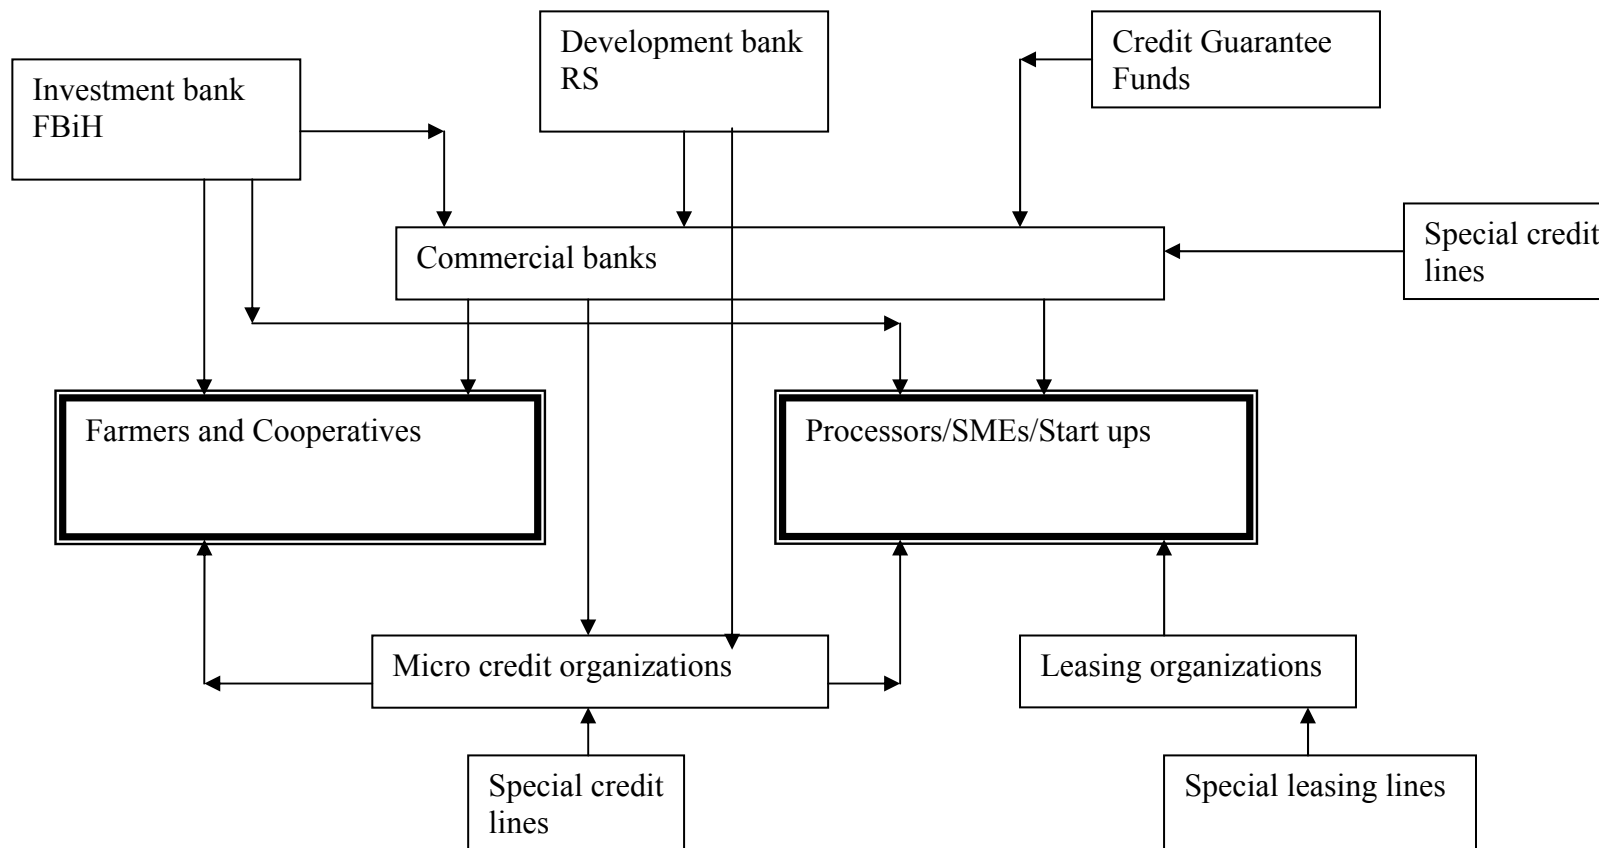 Development bank
RS
Credit Guarantee
Funds
Investment bank
FBiH
Special credit
lines
Commercial banks
Farmers and Cooperatives
Processors/SMEs/Start ups
Micro credit organizations
Leasing organizations
Special credit
lines
Special leasing lines